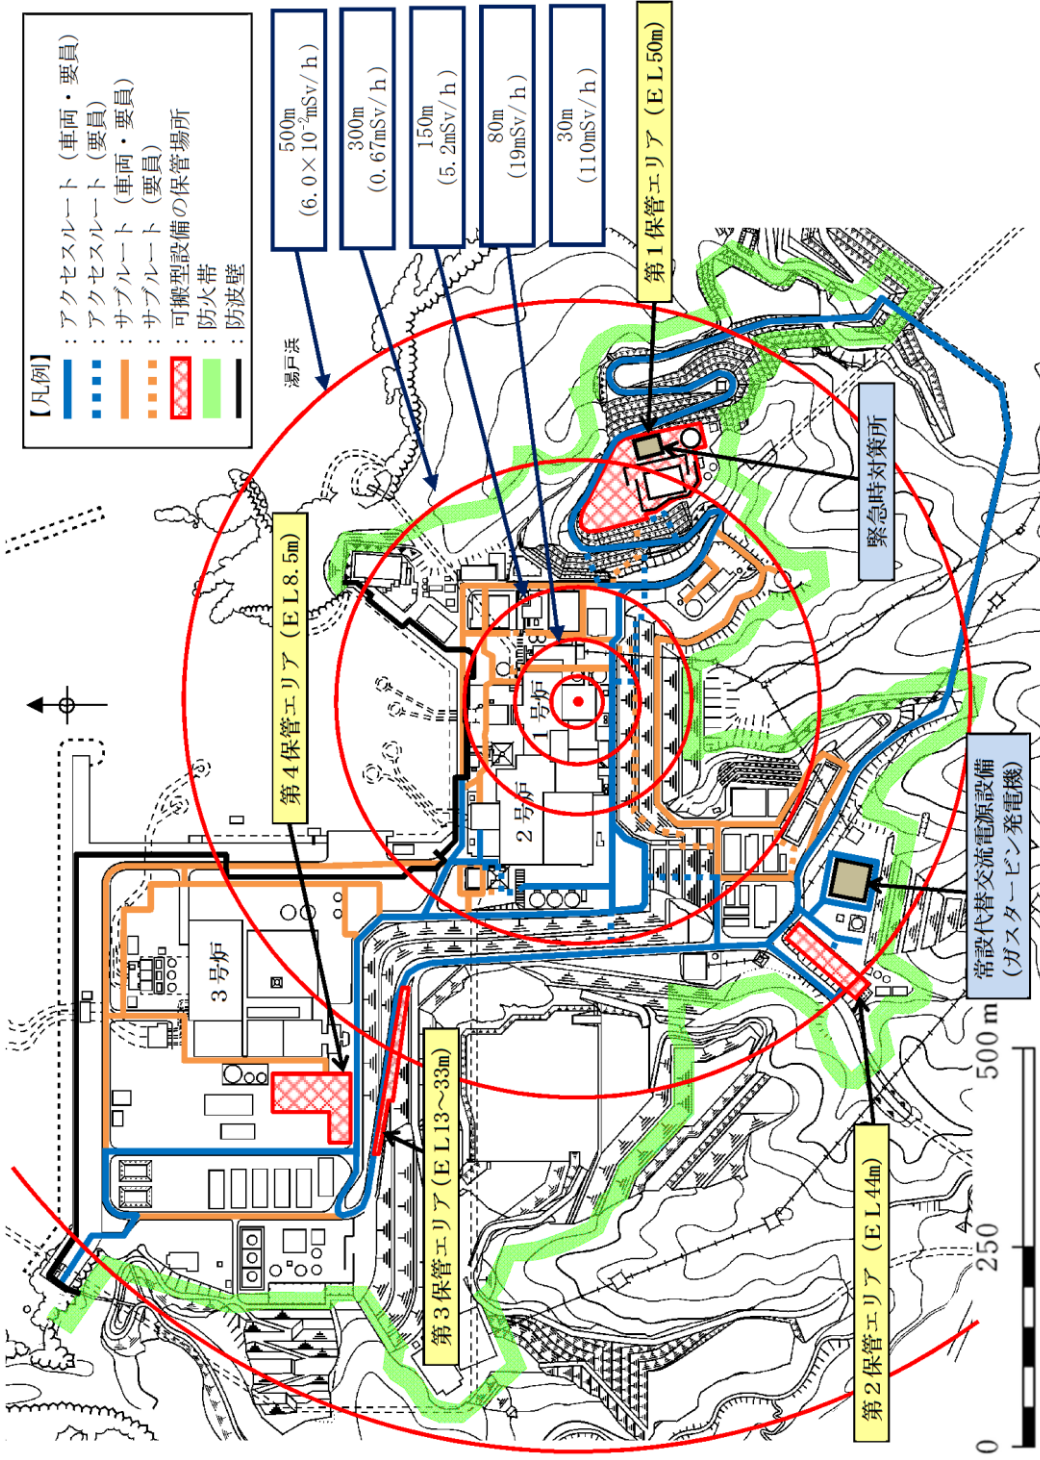 【凡例】
：アクセスルート（車両・要員）
：アクセスルート（要員）
：サブルート（車両・要員）
：サブルート（要員）
：可搬型設備の保管場所
：防火帯
：防波壁
500m
(6.0×10⁻²mSv/h)
300m
(0.67mSv/h)
150m
(5.2mSv/h)
80m
(19mSv/h)
30m
(110mSv/h)
湯戸浜
第1保管エリア（EL50m）
緊急時対策所
第4保管エリア（EL8.5m）
1号炉
2号炉
3号炉
第3保管エリア（EL13～33m）
常設代替交流電源設備
（ガスタービン発電機）
第2保管エリア（EL44m）
0
250
500m